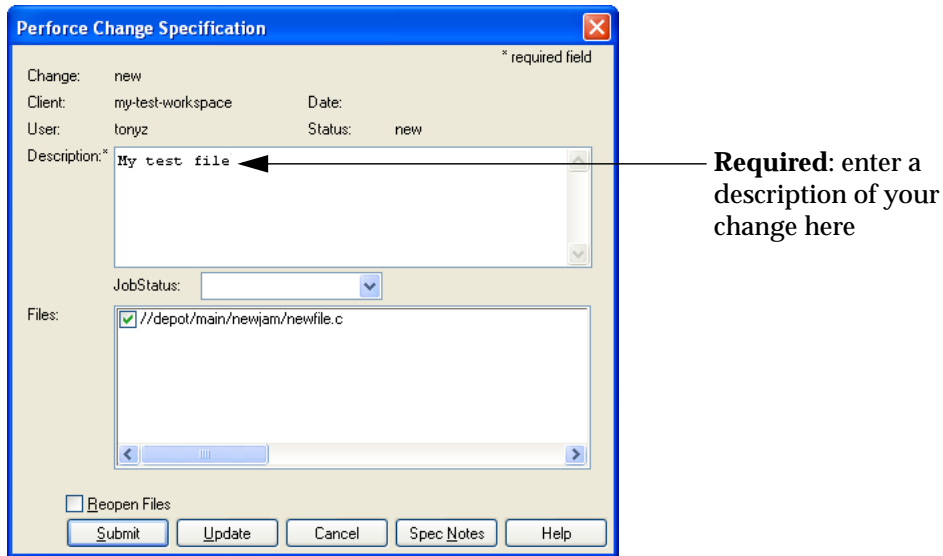 Perforce Change Specification
* required field
Change: new
Client: my-test-workspace Date:
User: tonyz Status: new
Description:* My test file
Required: enter a
description of your
change here
JobStatus:
Files: //depot/main/newjam/newfile.c
Reopen Files
Submit Update Cancel Spec Notes Help